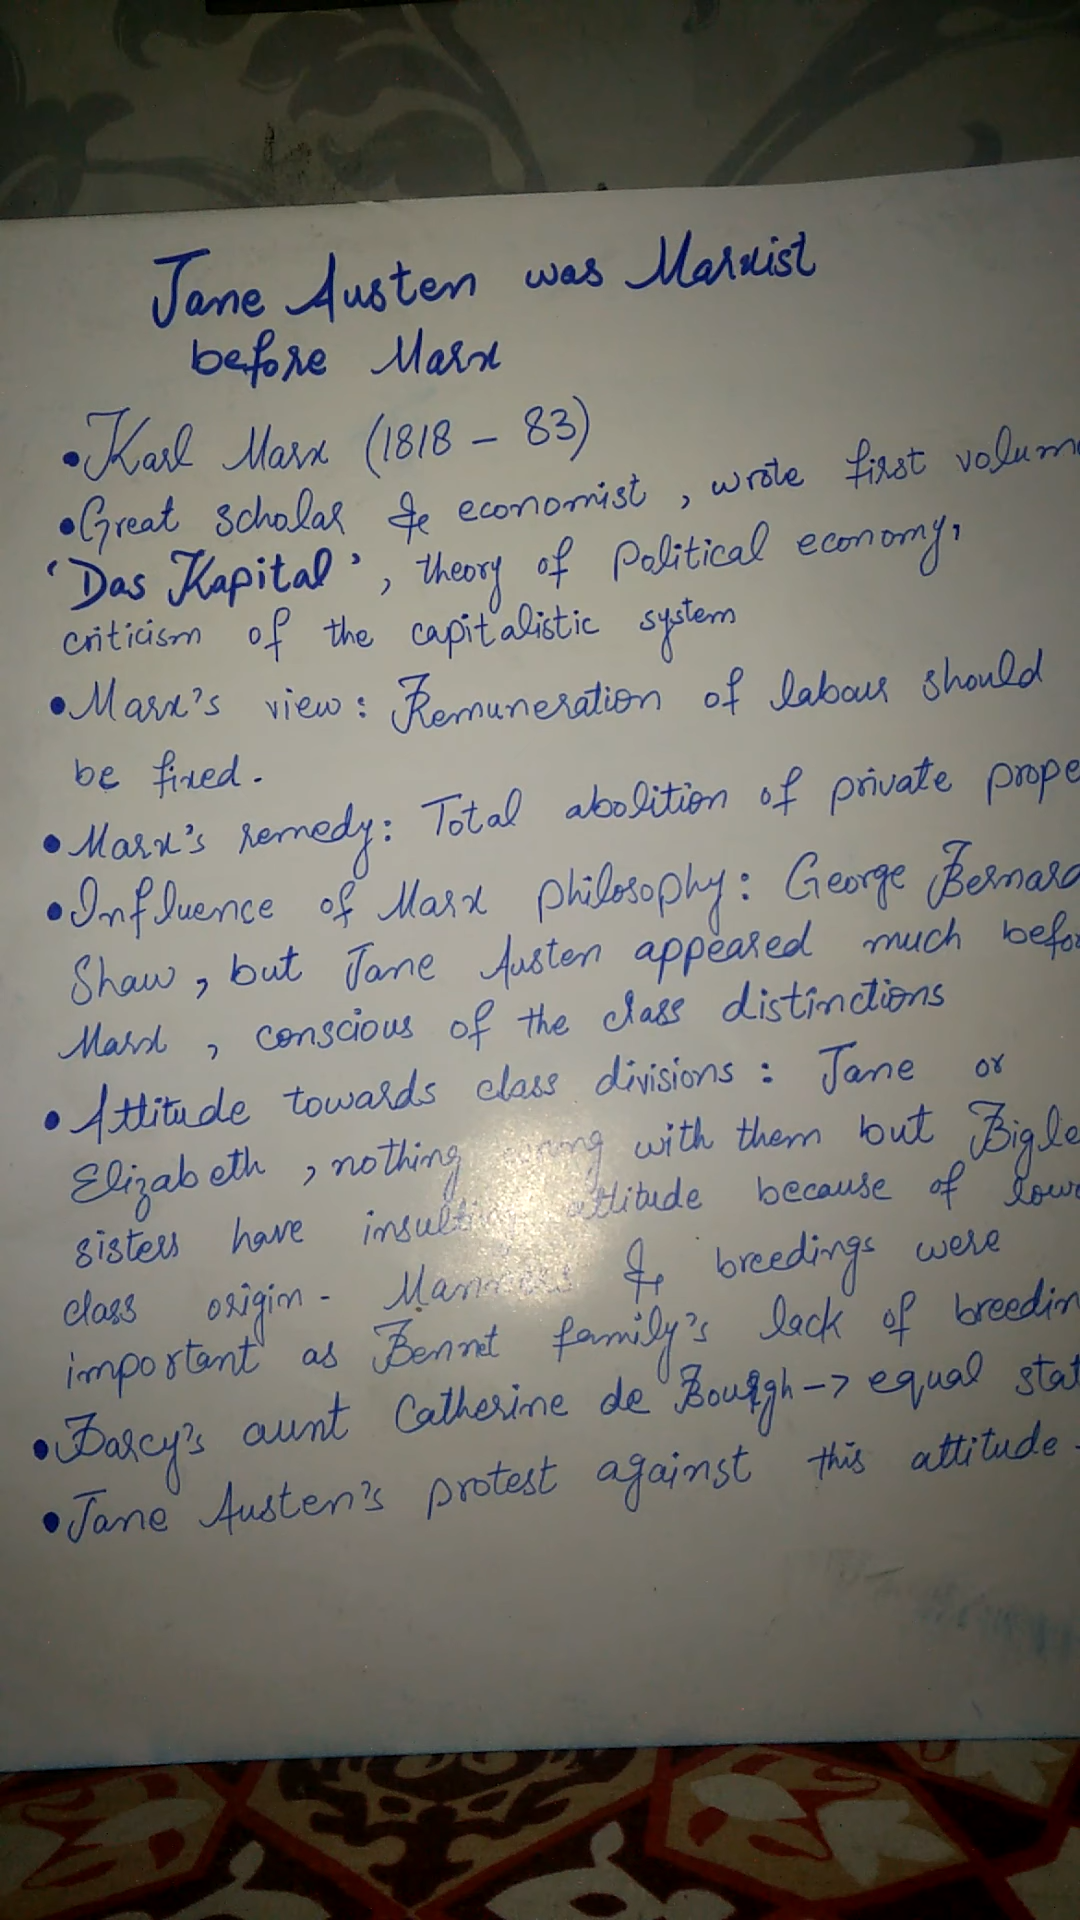 Jane Austen was Marxist
before Marx
• Karl Marx (1818 - 83)
• Great scholar & economist, wrote first volum
'Das Kapital', theory of Political economy,
criticism of the capitalistic system
• Marx's view: Remuneration of labour should
be fixed.
• Marx's remedy: Total abolition of private prope
• Influence of Marx Philosophy: George Bernard
Shaw, but Jane Austen appeared much befo
Marx, conscious of the class distinctions
• Attitude towards class divisions: Jane or
Elizabeth, nothing wrong with them but Bigle
sisters have insulting attitude because of low
class origin. Manners & breedings were
important as Bennet family's lack of breedin
• Darcy's aunt Catherine de Bourgh -> equal stat
• Jane Austen's protest against this attitude.